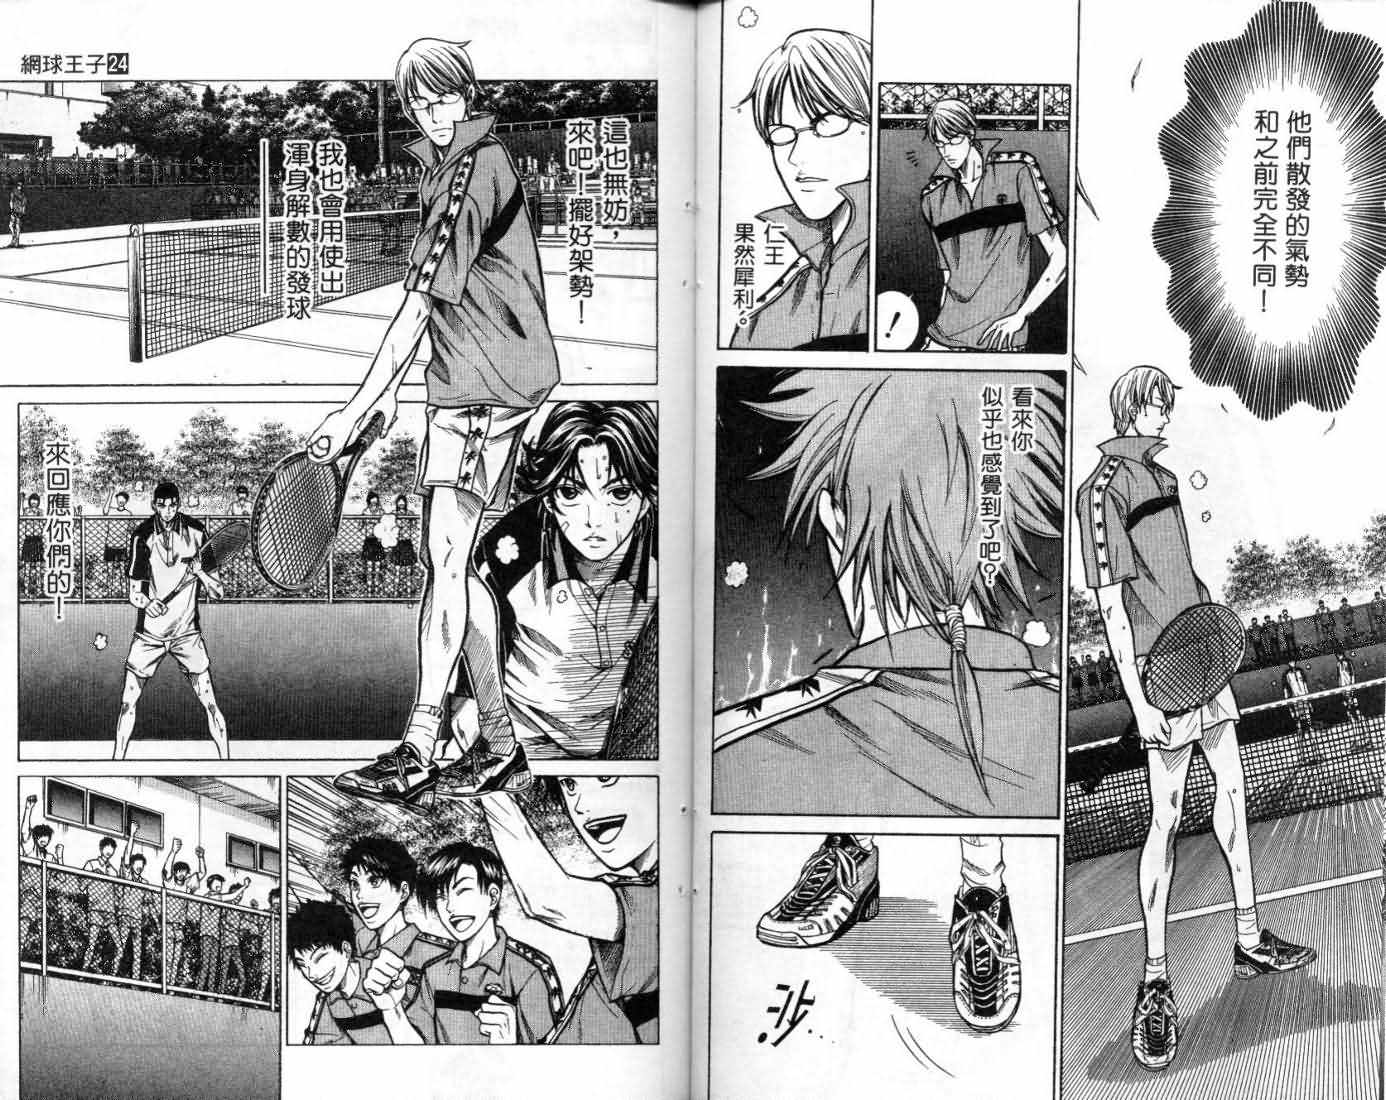 他們散發的氣勢
和之前完全不同！
！
仁王
果然犀利。
看來你
似乎也感覺到了吧？
網球王子24
這也無妨，
來吧！擺好架勢！
我也會用使出
渾身解數的發球
來回應你們的！